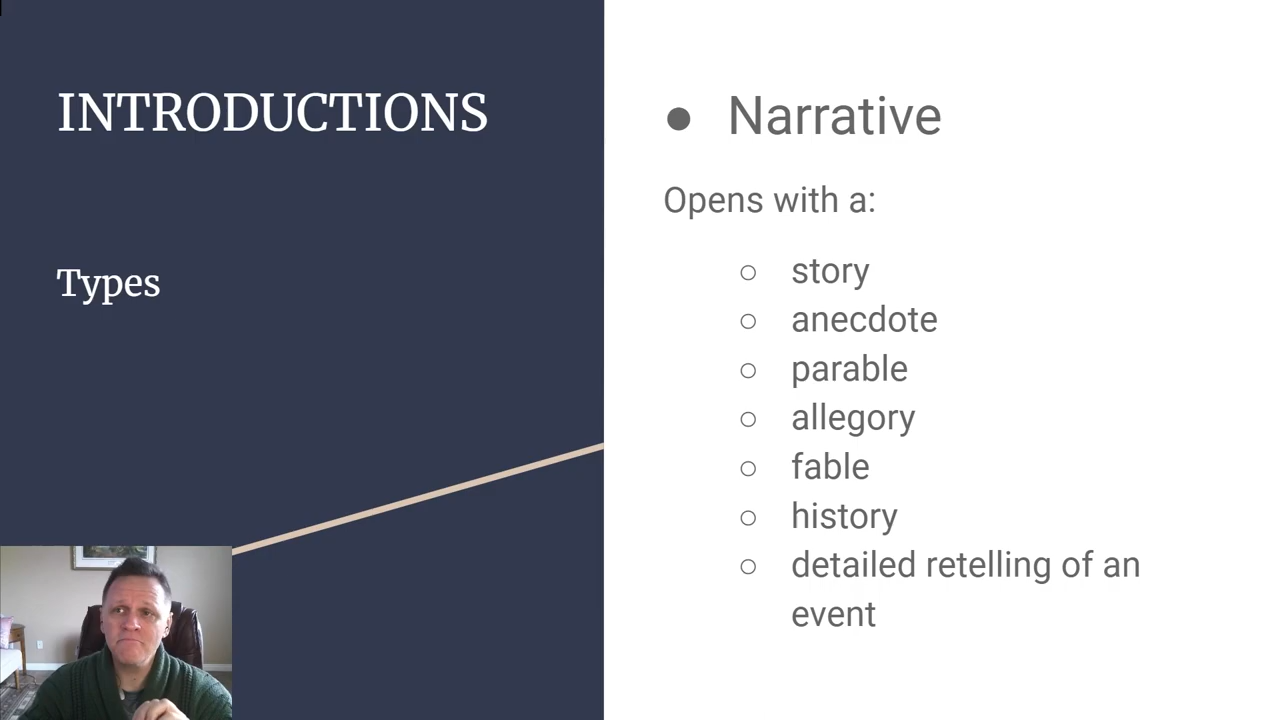 INTRODUCTIONS
Types
● Narrative
Opens with a:
○ story
○ anecdote
○ parable
○ allegory
○ fable
○ history
○ detailed retelling of an
event